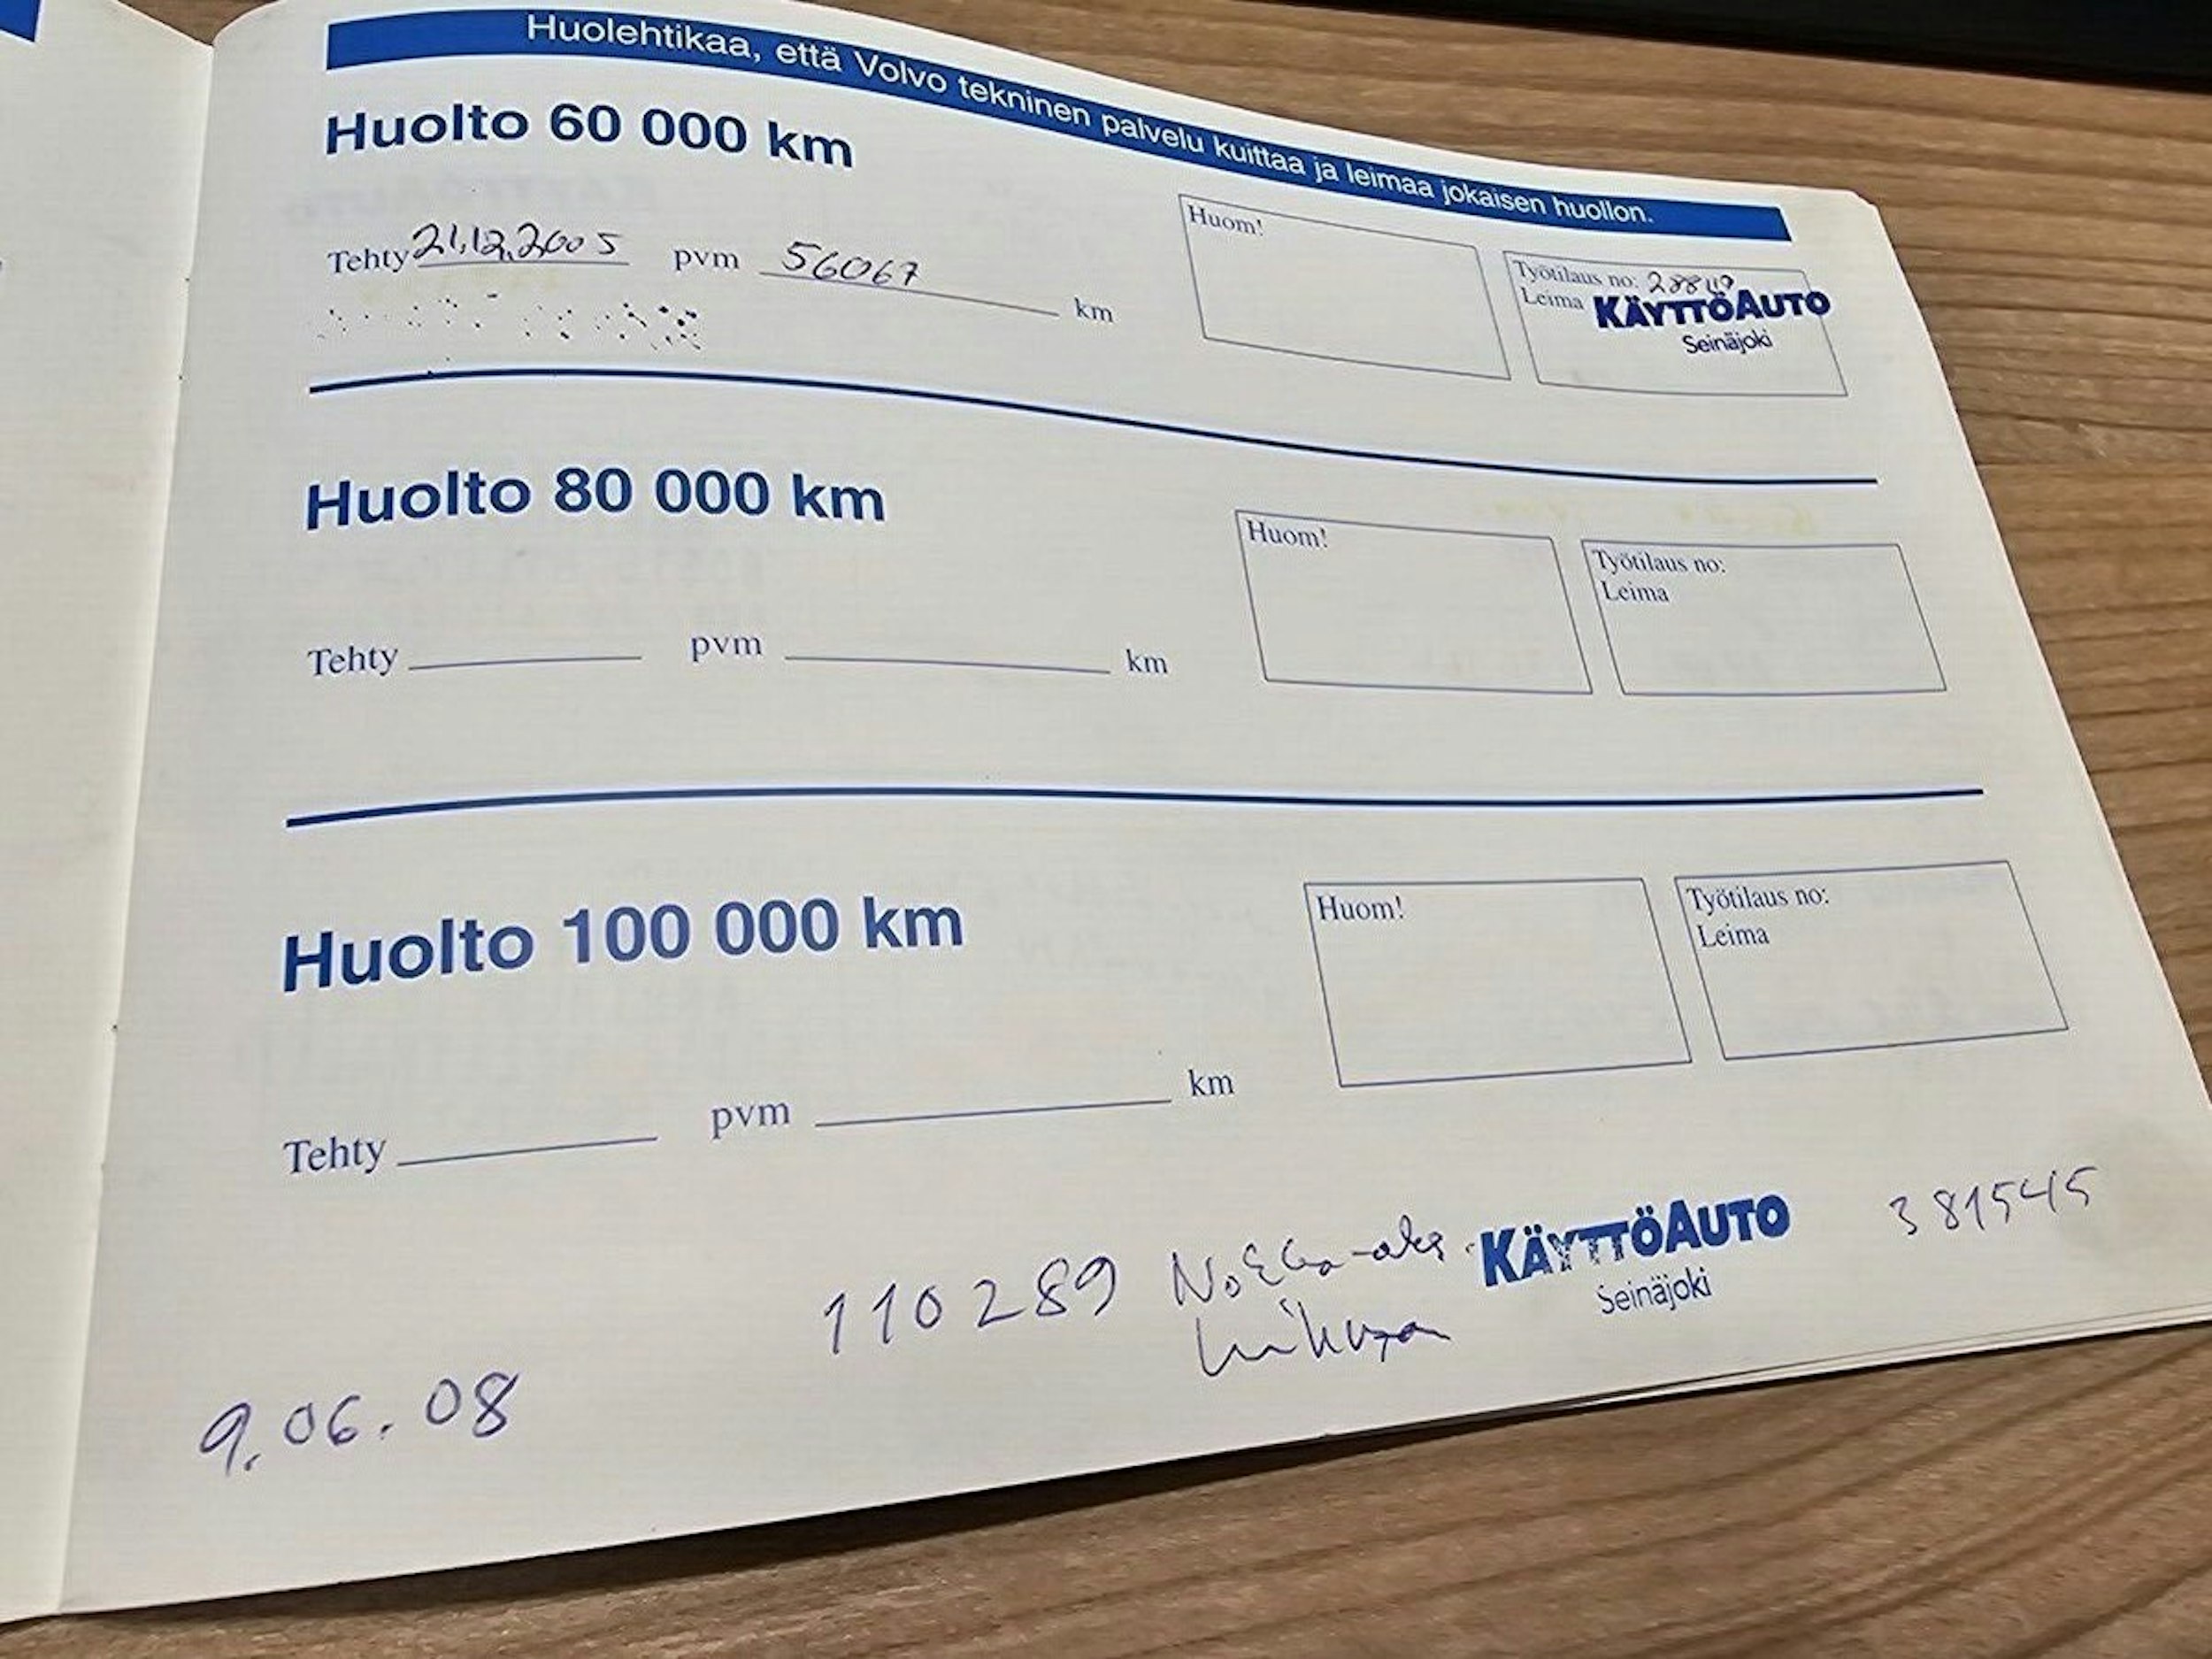 Huolehtikaa, että Volvo tekninen palvelu kuittaa ja leimaa jokaisen huollon.
Huolto 60 000 km
Tehty 21.12.2005 pvm 56067 km
Huom!
Työtilaus no:
Leima KÄYTTÖAUTO
Seinäjoki
Huolto 80 000 km
Tehty pvm km
Huom!
Työtilaus no:
Leima
Huolto 100 000 km
Tehty pvm km
Huom!
Työtilaus no:
Leima
9.06.08 110289 KÄYTTÖAUTO 381545
Seinäjoki